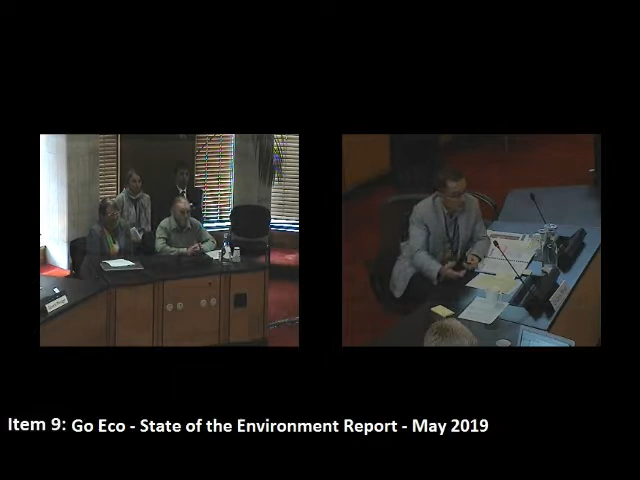 Item 9: Go Eco - State of the Environment Report - May 2019